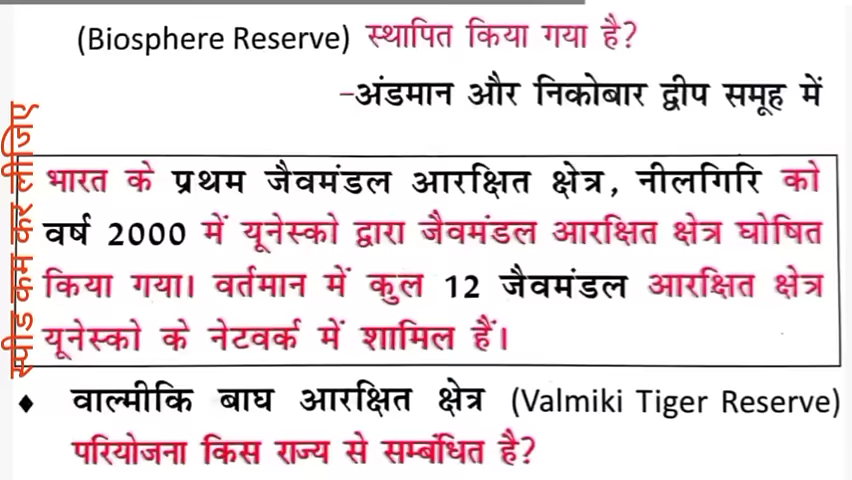 (Biosphere Reserve) स्थापित किया गया है?
–अंडमान और निकोबार द्वीप समूह में
स्पीड कम कर लीजिए
भारत के प्रथम जैवमंडल आरक्षित क्षेत्र, नीलगिरि को
वर्ष 2000 में यूनेस्को द्वारा जैवमंडल आरक्षित क्षेत्र घोषित
किया गया। वर्तमान में कुल 12 जैवमंडल आरक्षित क्षेत्र
यूनेस्को के नेटवर्क में शामिल हैं।
♦ वाल्मीकि बाघ आरक्षित क्षेत्र (Valmiki Tiger Reserve)
परियोजना किस राज्य से सम्बंधित है?